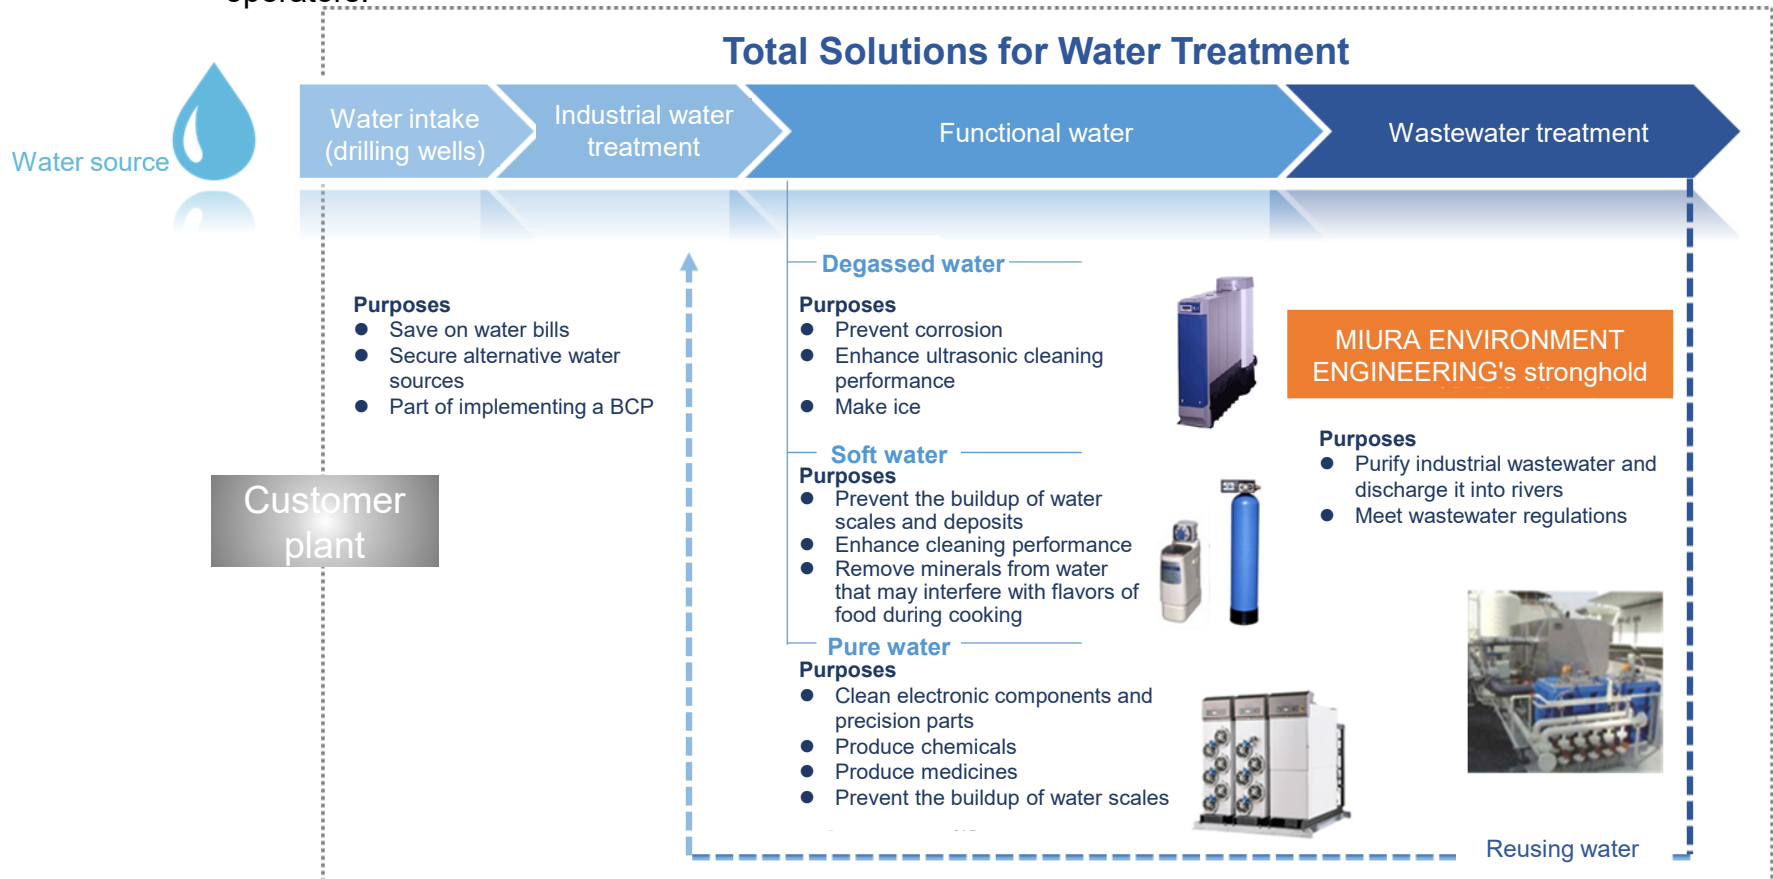 operators.
Total Solutions for Water Treatment
Water source
Water intake
(drilling wells)
Industrial water
treatment
Functional water
Wastewater treatment
Purposes
● Save on water bills
● Secure alternative water
sources
● Part of implementing a BCP
Customer
plant
Degassed water
Purposes
● Prevent corrosion
● Enhance ultrasonic cleaning
performance
● Make ice
Soft water
Purposes
● Prevent the buildup of water
scales and deposits
● Enhance cleaning performance
● Remove minerals from water
that may interfere with flavors of
food during cooking
Pure water
Purposes
● Clean electronic components and
precision parts
● Produce chemicals
● Produce medicines
● Prevent the buildup of water scales
MIURA ENVIRONMENT
ENGINEERING's stronghold
Purposes
● Purify industrial wastewater and
discharge it into rivers
● Meet wastewater regulations
Reusing water